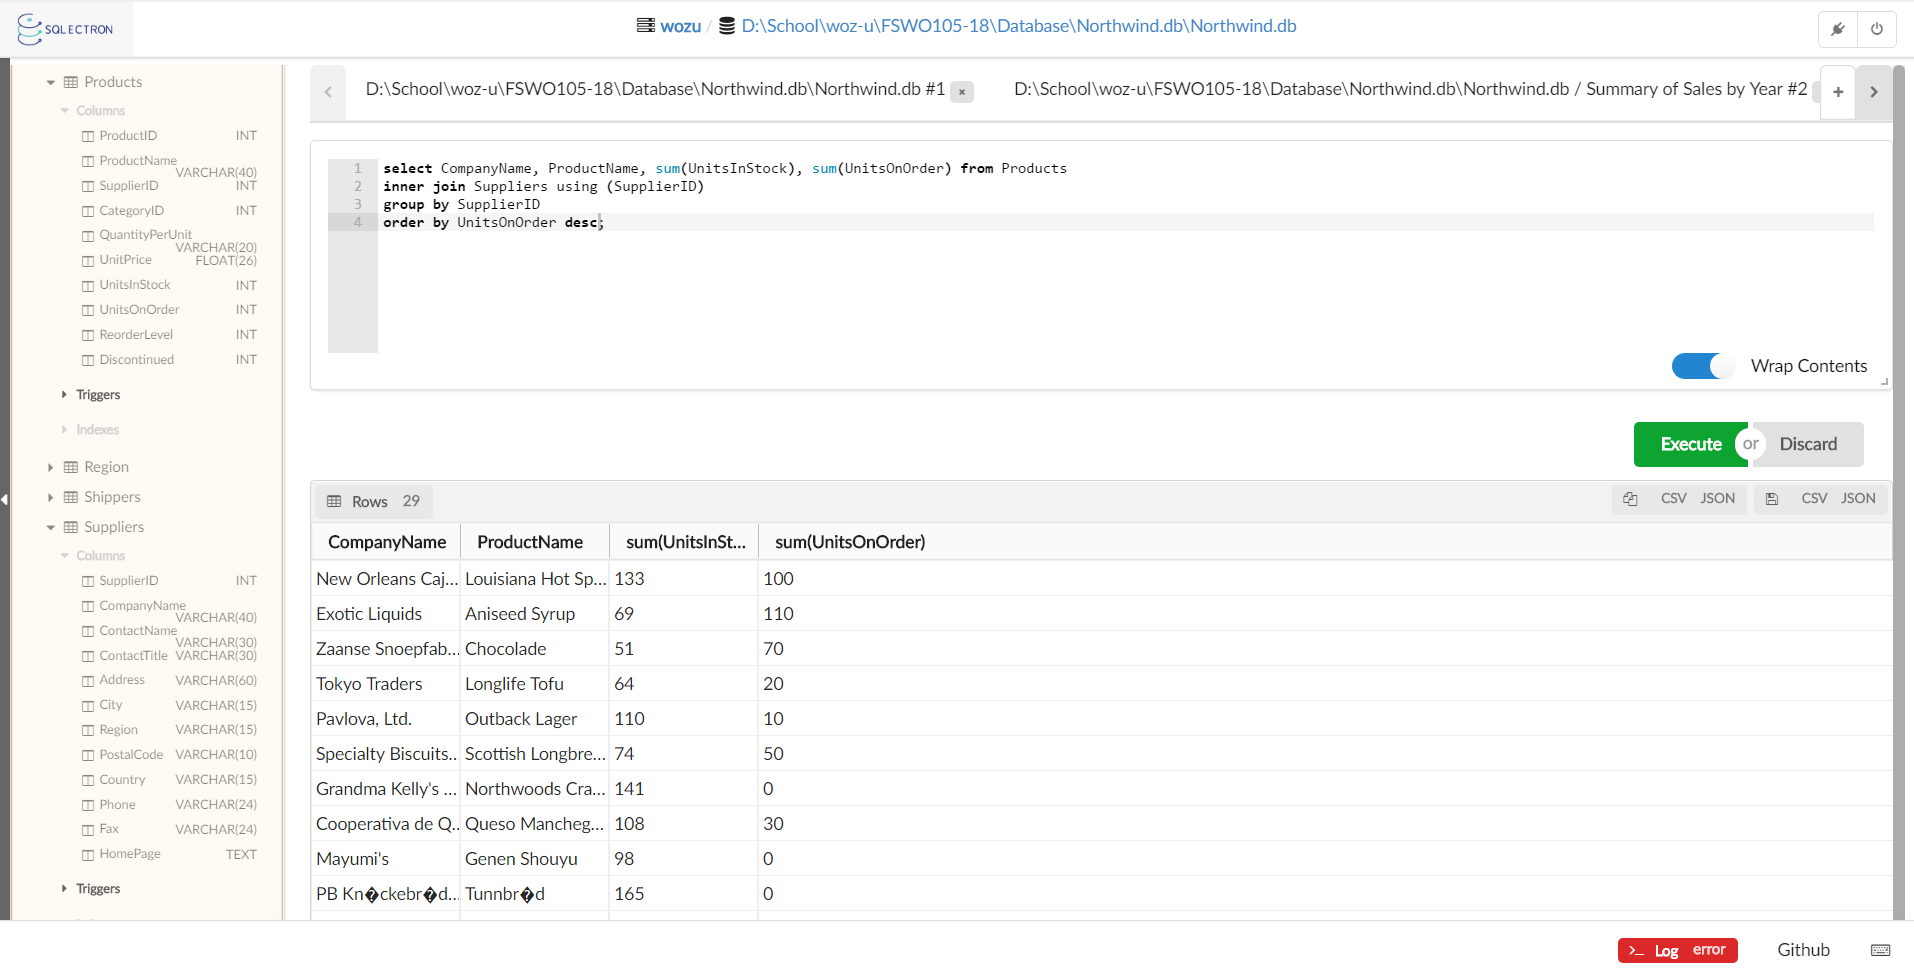 SQLECTRON
wozu / D:\School\woz-u\FSWO105-18\Database\Northwind.db\Northwind.db
Products
Columns
ProductID INT
ProductName VARCHAR(40)
SupplierID INT
CategoryID INT
QuantityPerUnit VARCHAR(20)
UnitPrice FLOAT(26)
UnitsInStock INT
UnitsOnOrder INT
ReorderLevel INT
Discontinued INT
Triggers
Indexes
Region
Shippers
Suppliers
Columns
SupplierID INT
CompanyName VARCHAR(40)
ContactName VARCHAR(30)
ContactTitle VARCHAR(30)
Address VARCHAR(60)
City VARCHAR(15)
Region VARCHAR(15)
PostalCode VARCHAR(10)
Country VARCHAR(15)
Phone VARCHAR(24)
Fax VARCHAR(24)
HomePage TEXT
Triggers
D:\School\woz-u\FSWO105-18\Database\Northwind.db\Northwind.db #1 ×
D:\School\woz-u\FSWO105-18\Database\Northwind.db\Northwind.db / Summary of Sales by Year #2
+
1 select CompanyName, ProductName, sum(UnitsInStock), sum(UnitsOnOrder) from Products
2 inner join Suppliers using (SupplierID)
3 group by SupplierID
4 order by UnitsOnOrder desc;
Wrap Contents
Execute or Discard
Rows 29
CSV JSON CSV JSON
CompanyName ProductName sum(UnitsInSt... sum(UnitsOnOrder)
New Orleans Caj... Louisiana Hot Sp... 133 100
Exotic Liquids Aniseed Syrup 69 110
Zaanse Snoepfab... Chocolade 51 70
Tokyo Traders Longlife Tofu 64 20
Pavlova, Ltd. Outback Lager 110 10
Specialty Biscuits... Scottish Longbre... 74 50
Grandma Kelly's ... Northwoods Cra... 141 0
Cooperativa de Q... Queso Mancheg... 108 30
Mayumi's Genen Shouyu 98 0
PB Kn�ckebr�d... Tunnbr�d 165 0
>_ Log error
Github